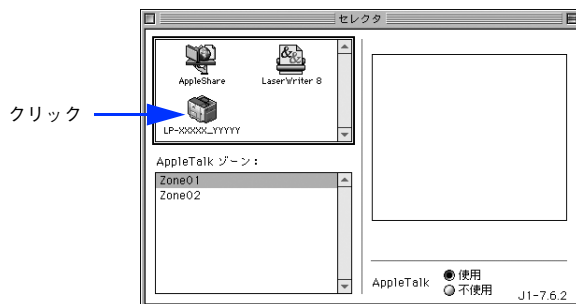 セレクタ
AppleShare
LaserWriter 8
クリック
LP-XXXXX_YYYYY
AppleTalk ゾーン：
Zone01
Zone02
AppleTalk
使用
不使用
J1-7.6.2